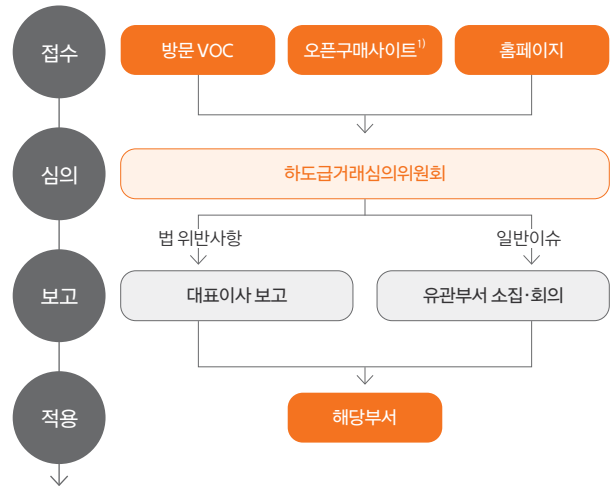 접수
방문 VOC
오픈구매사이트1)
홈페이지
심의
하도급거래심의위원회
법 위반사항
일반이슈
보고
대표이사 보고
유관부서 소집·회의
적용
해당부서